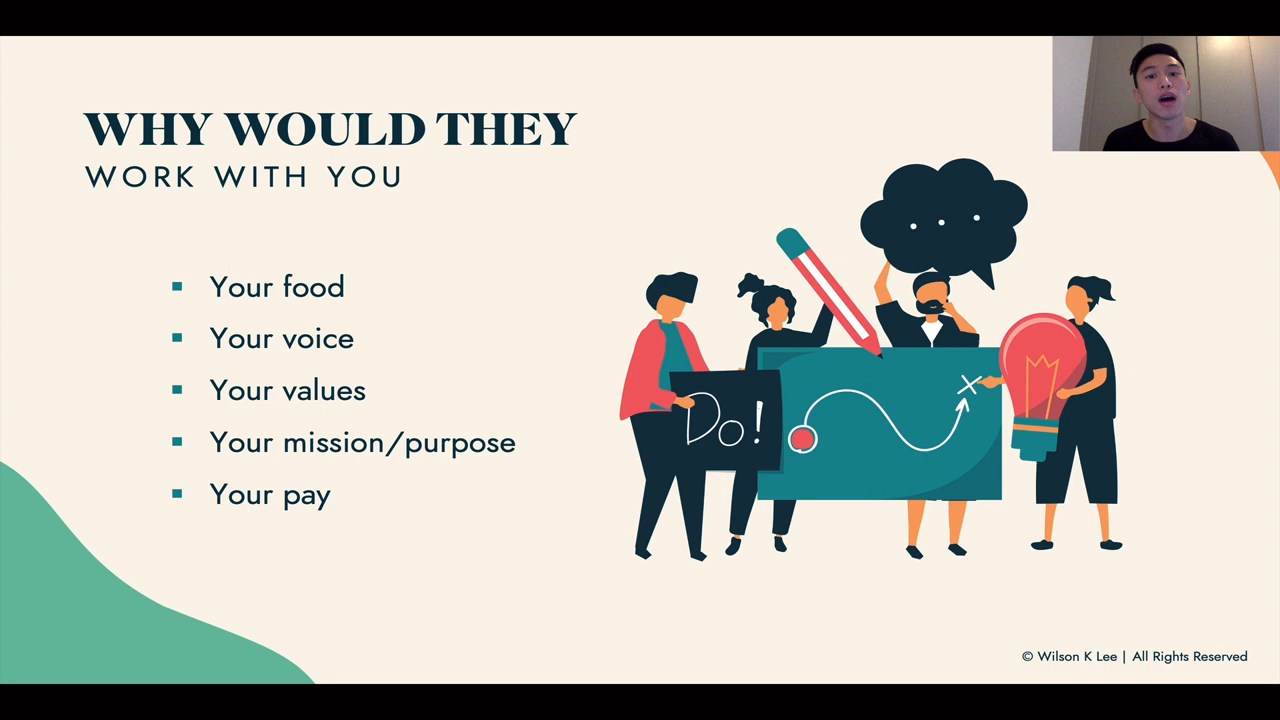 WHY WOULD THEY
WORK WITH YOU
Your food
Your voice
Your values
Your mission/purpose
Your pay
Do!
© Wilson K Lee | All Rights Reserved